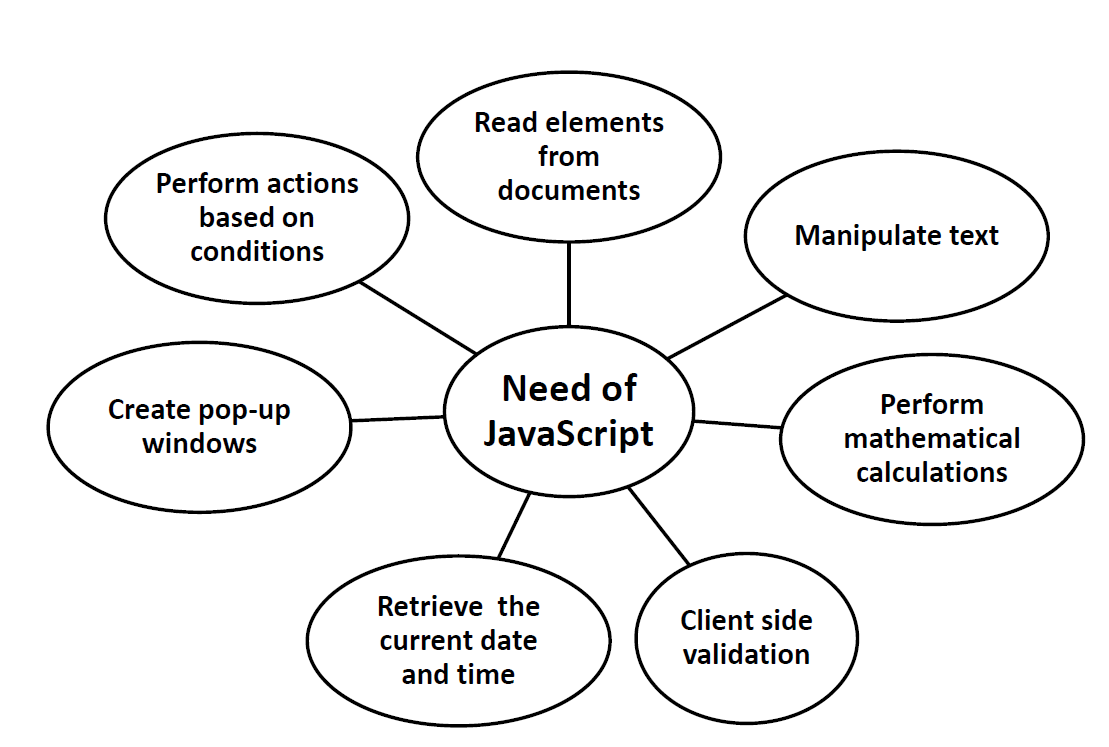 Read elements
from
documents
Perform actions
based on
conditions
Manipulate text
Need of
JavaScript
Create pop-up
windows
Perform
mathematical
calculations
Retrieve the
current date
and time
Client side
validation